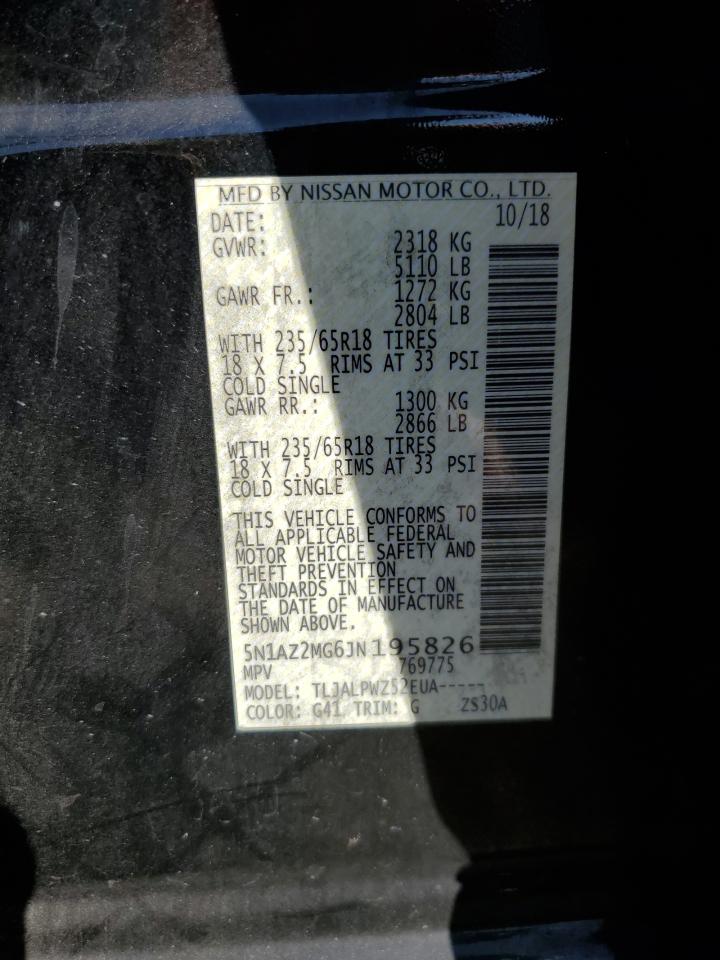 MFD BY NISSAN MOTOR CO., LTD.
DATE: 10/18
GVWR: 2318 KG
5110 LB
GAWR FR.: 1272 KG
2804 LB
WITH 235/65R18 TIRES
18 X 7.5 RIMS AT 33 PSI
COLD SINGLE
GAWR RR.: 1300 KG
2866 LB
WITH 235/65R18 TIRES
18 X 7.5 RIMS AT 33 PSI
COLD SINGLE
THIS VEHICLE CONFORMS TO
ALL APPLICABLE FEDERAL
MOTOR VEHICLE SAFETY AND
THEFT PREVENTION
STANDARDS IN EFFECT ON
THE DATE OF MANUFACTURE
SHOWN ABOVE.
5N1AZ2MG6JN195826
MPV 769775
MODEL: TLJALPWZ52EUA-----
COLOR: G41 TRIM: G ZS30A